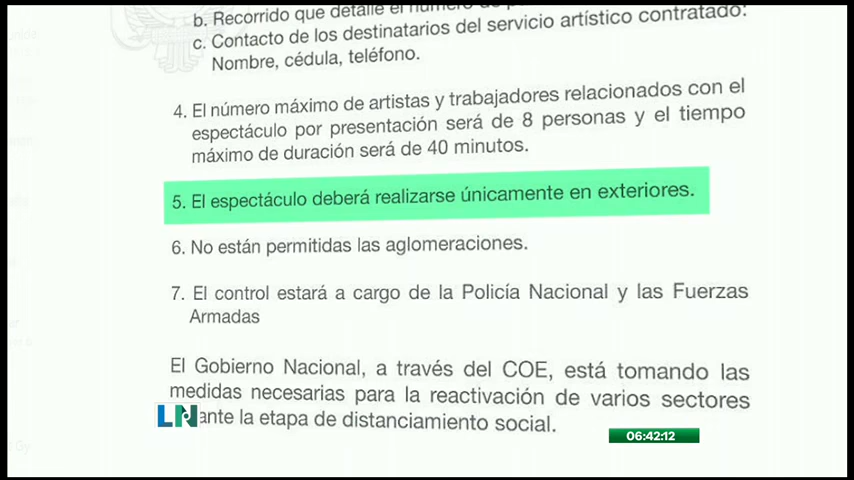 b. Recorrido que detalle el número de
c. Contacto de los destinatarios del servicio artístico contratado:
Nombre, cédula, teléfono.
4. El número máximo de artistas y trabajadores relacionados con el
espectáculo por presentación será de 8 personas y el tiempo
máximo de duración será de 40 minutos.
5. El espectáculo deberá realizarse únicamente en exteriores.
6. No están permitidas las aglomeraciones.
7. El control estará a cargo de la Policía Nacional y las Fuerzas
Armadas
El Gobierno Nacional, a través del COE, está tomando las
medidas necesarias para la reactivación de varios sectores
ante la etapa de distanciamiento social.
LN
06:42:12